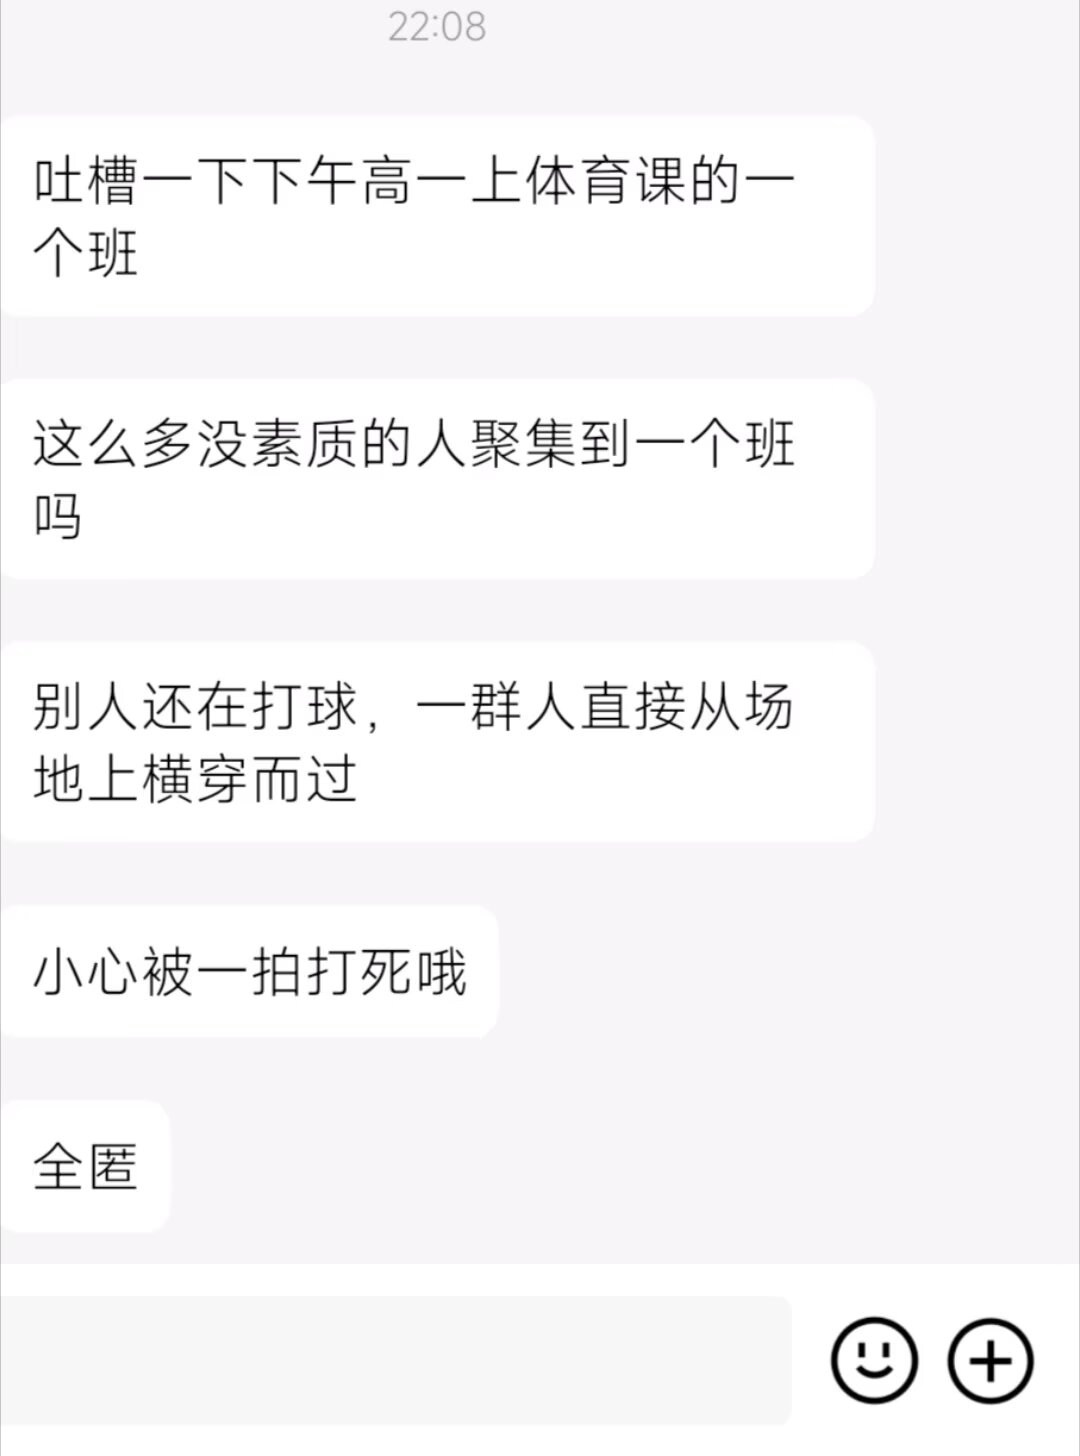 22:08
吐槽一下下午高一上体育课的一
个班
这么多没素质的人聚集到一个班
吗
别人还在打球，一群人直接从场
地上横穿而过
小心被一拍打死哦
全匿